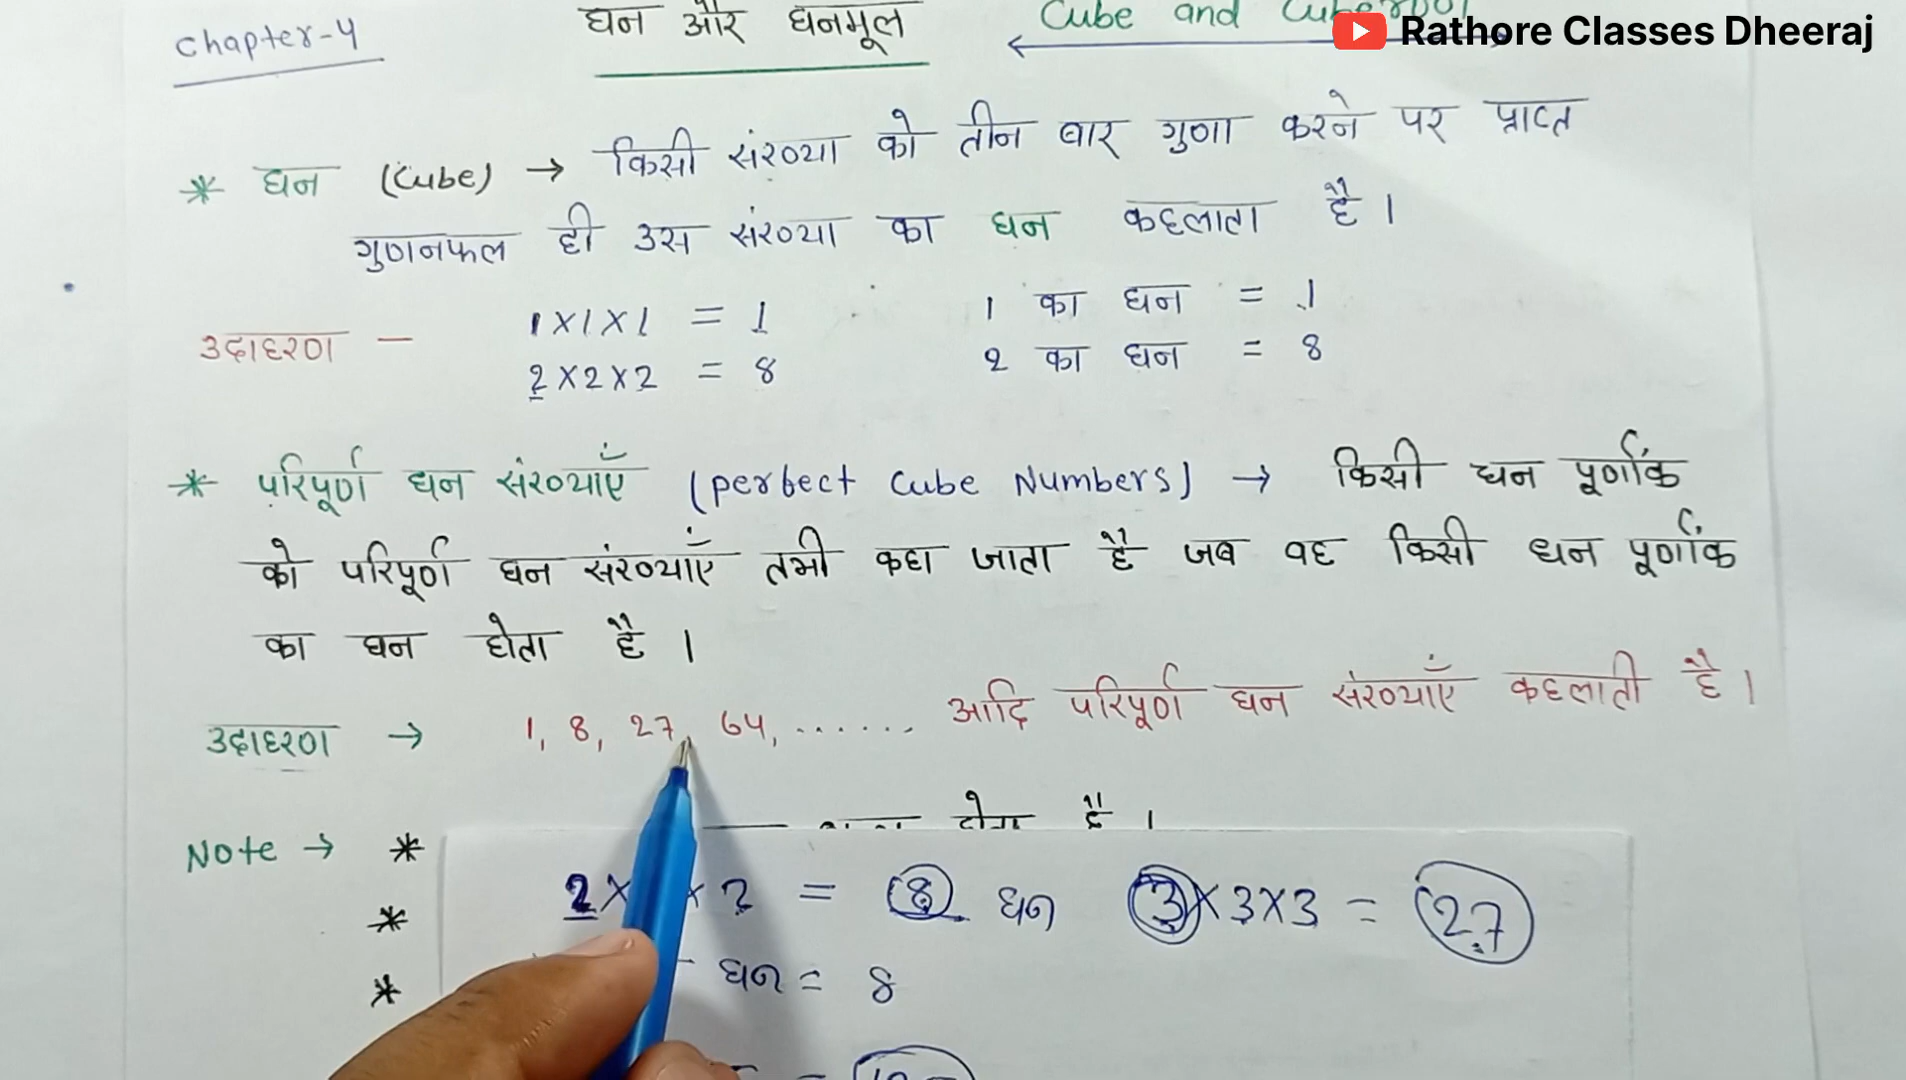 Chapter-4 घन और घनमूल Cube and
Rathore Classes Dheeraj
* घन (Cube) → किसी संख्या को तीन बार गुणा करने पर प्राप्त
गुणनफल ही उस संख्या का घन कहलाता है।
उदाहरण - 1×1×1 = 1 1 का घन = 1
2×2×2 = 8 2 का घन = 8
* परिपूर्ण घन संख्याएँ (perfect Cube Numbers) → किसी घन पूर्णांक
को परिपूर्ण घन संख्याएँ तभी कहा जाता है जब वह किसी धन पूर्णांक
का घन होता है।
उदाहरण → 1, 8, 27, 64, ....... आदि परिपूर्ण घन संख्याएँ कहलाती है।
होता है।
Note → *
2× ×2 = 8 घन 3×3×3 = 27
*
घन = 8
*